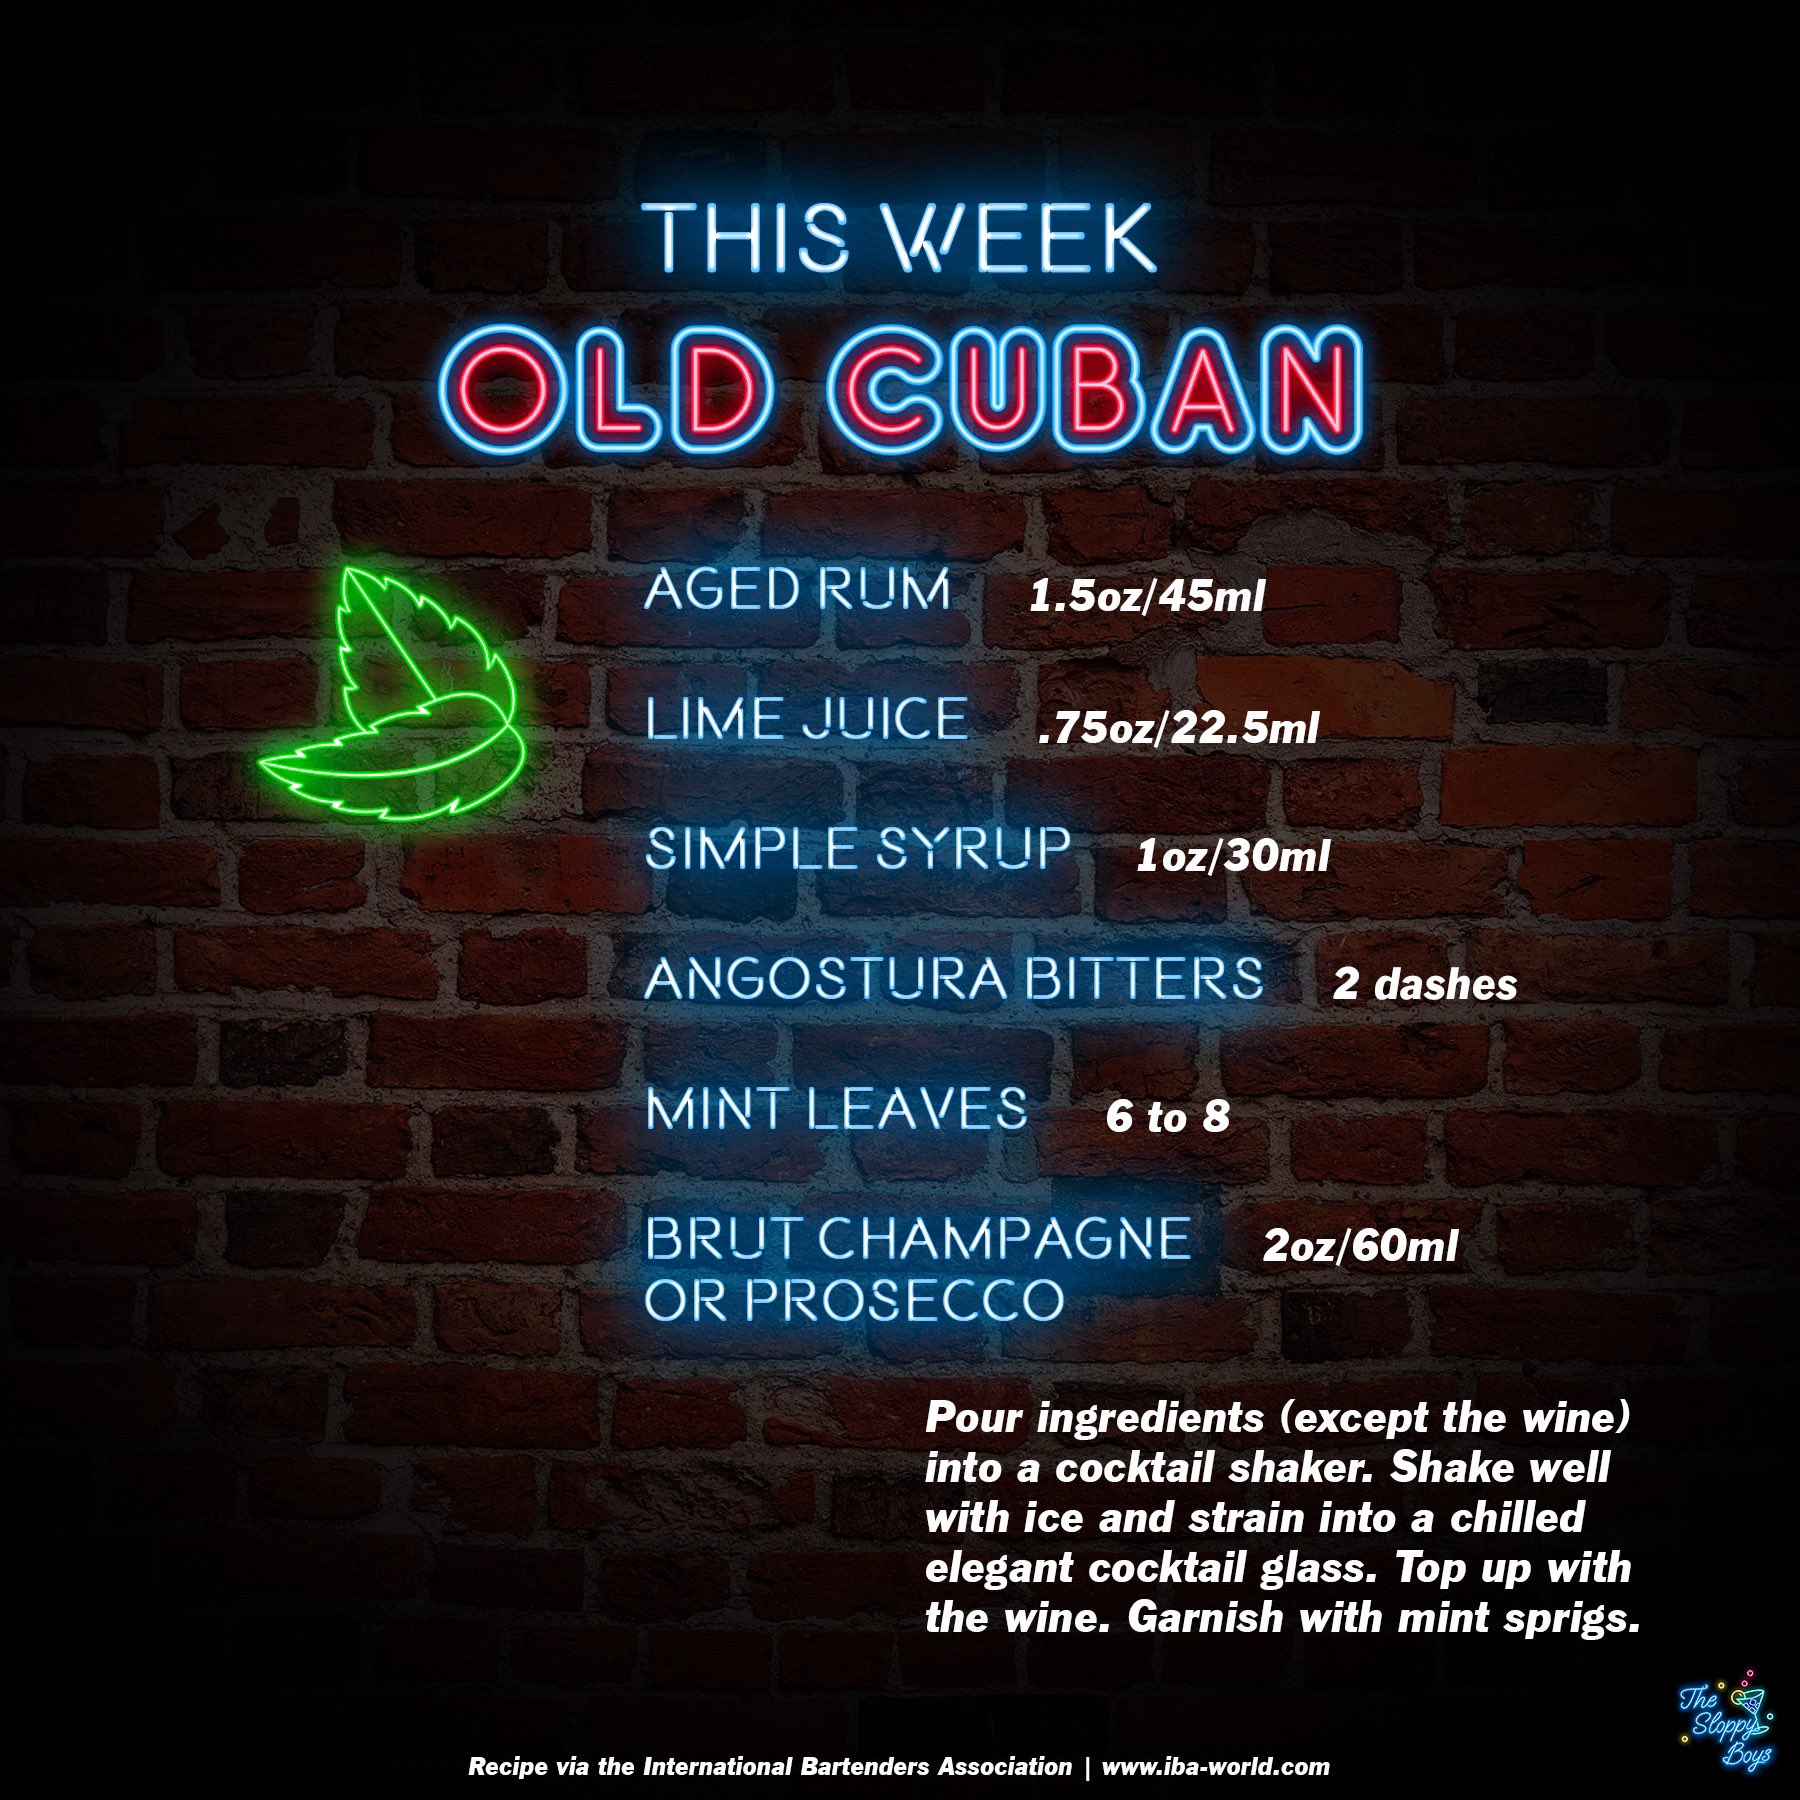 THIS WEEK
OLD CUBAN
AGED RUM 1.5oz/45ml
LIME JUICE .75oz/22.5ml
SIMPLE SYRUP 1oz/30ml
ANGOSTURA BITTERS 2 dashes
MINT LEAVES 6 to 8
BRUT CHAMPAGNE 2oz/60ml
OR PROSECCO
Pour ingredients (except the wine)
into a cocktail shaker. Shake well
with ice and strain into a chilled
elegant cocktail glass. Top up with
the wine. Garnish with mint sprigs.
The
Sloppy
Boys
Recipe via the International Bartenders Association | www.iba-world.com